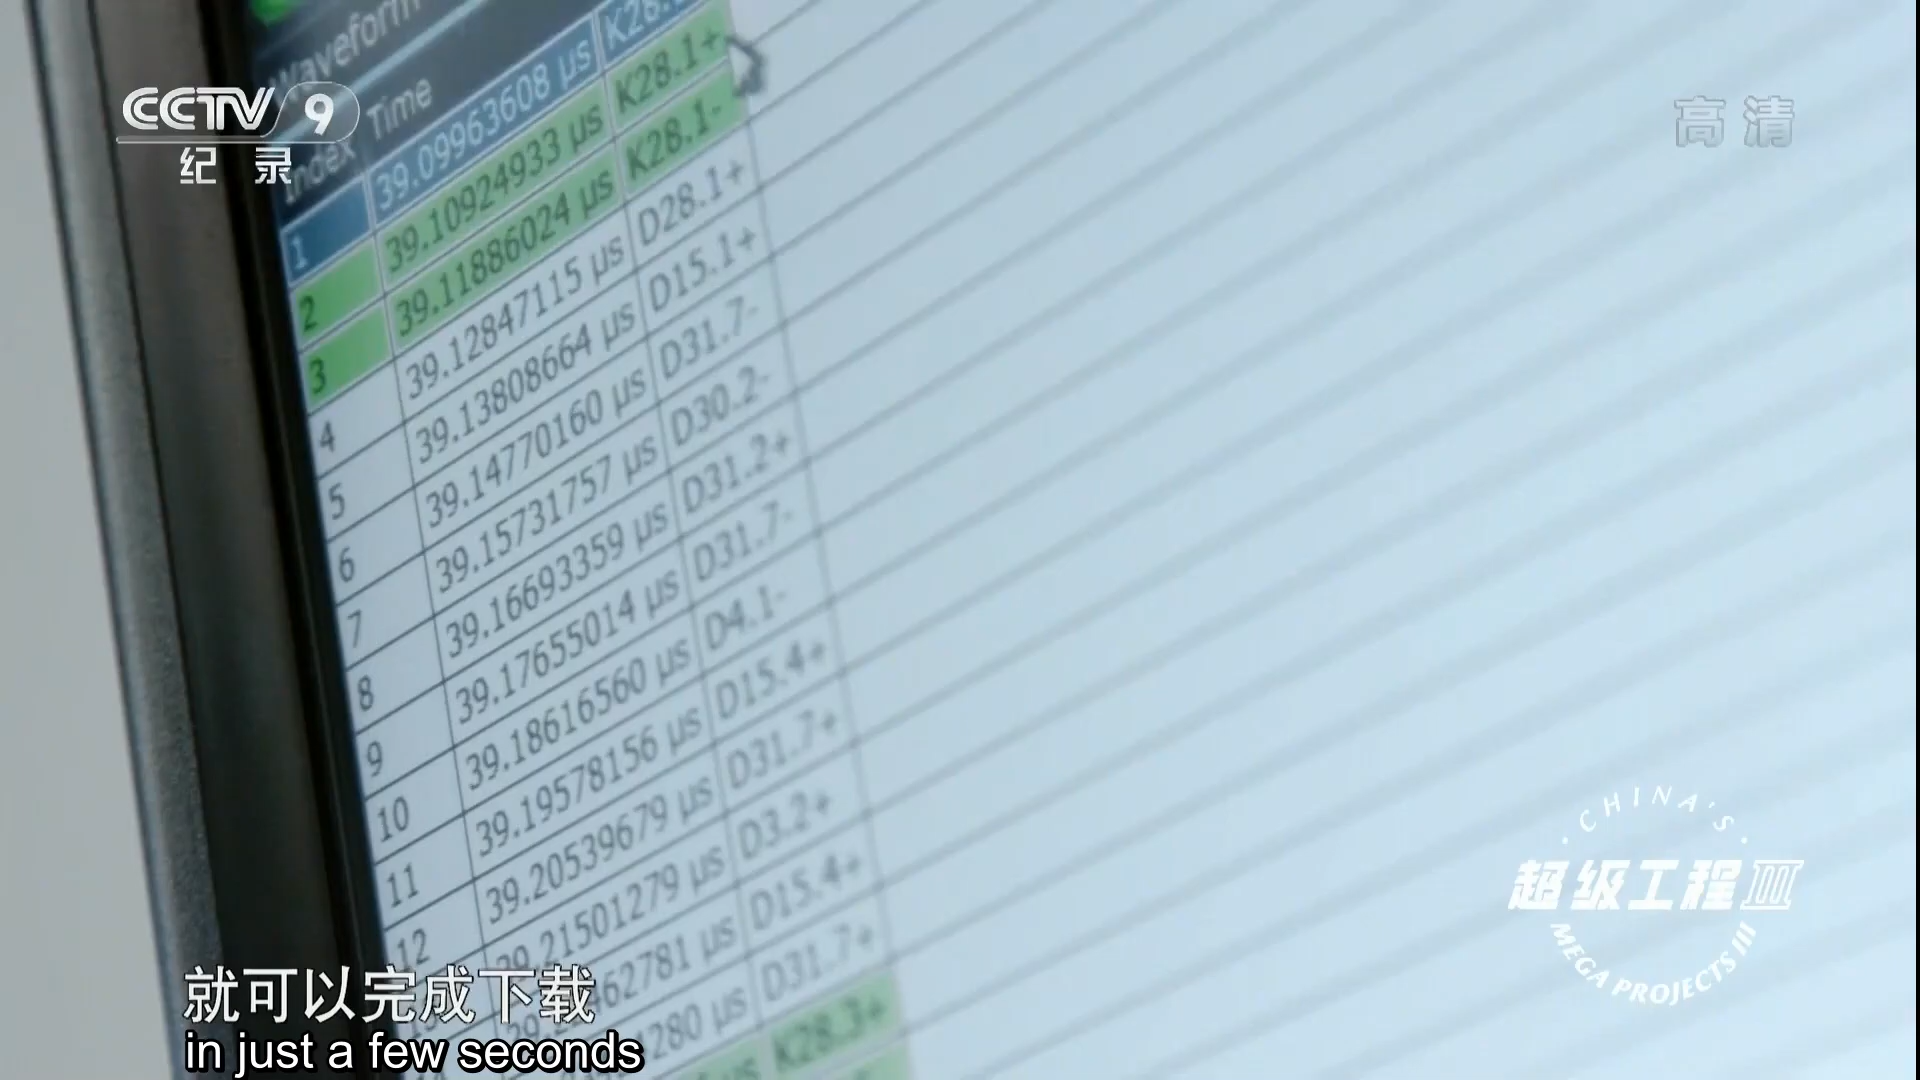 CCTV 9
纪录
高清
Waveform
Index Time
1 39.09963608 µs
2 39.10924933 µs K28.1+
3 39.11886024 µs K28.1-
4 39.12847115 µs D28.1+
5 39.13808664 µs D15.1+
6 39.14770160 µs D31.7-
7 39.15731757 µs D30.2-
8 39.16693359 µs D31.2+
9 39.17655014 µs D31.7-
10 39.18616560 µs D4.1-
11 39.19578156 µs D15.4+
12 39.20539679 µs D31.7+
39.21501279 µs D3.2+
62781 µs D15.4+
280 µs D31.7+
K28.3+
CHINA'S
超级工程III
MEGA PROJECTS III
就可以完成下载
in just a few seconds